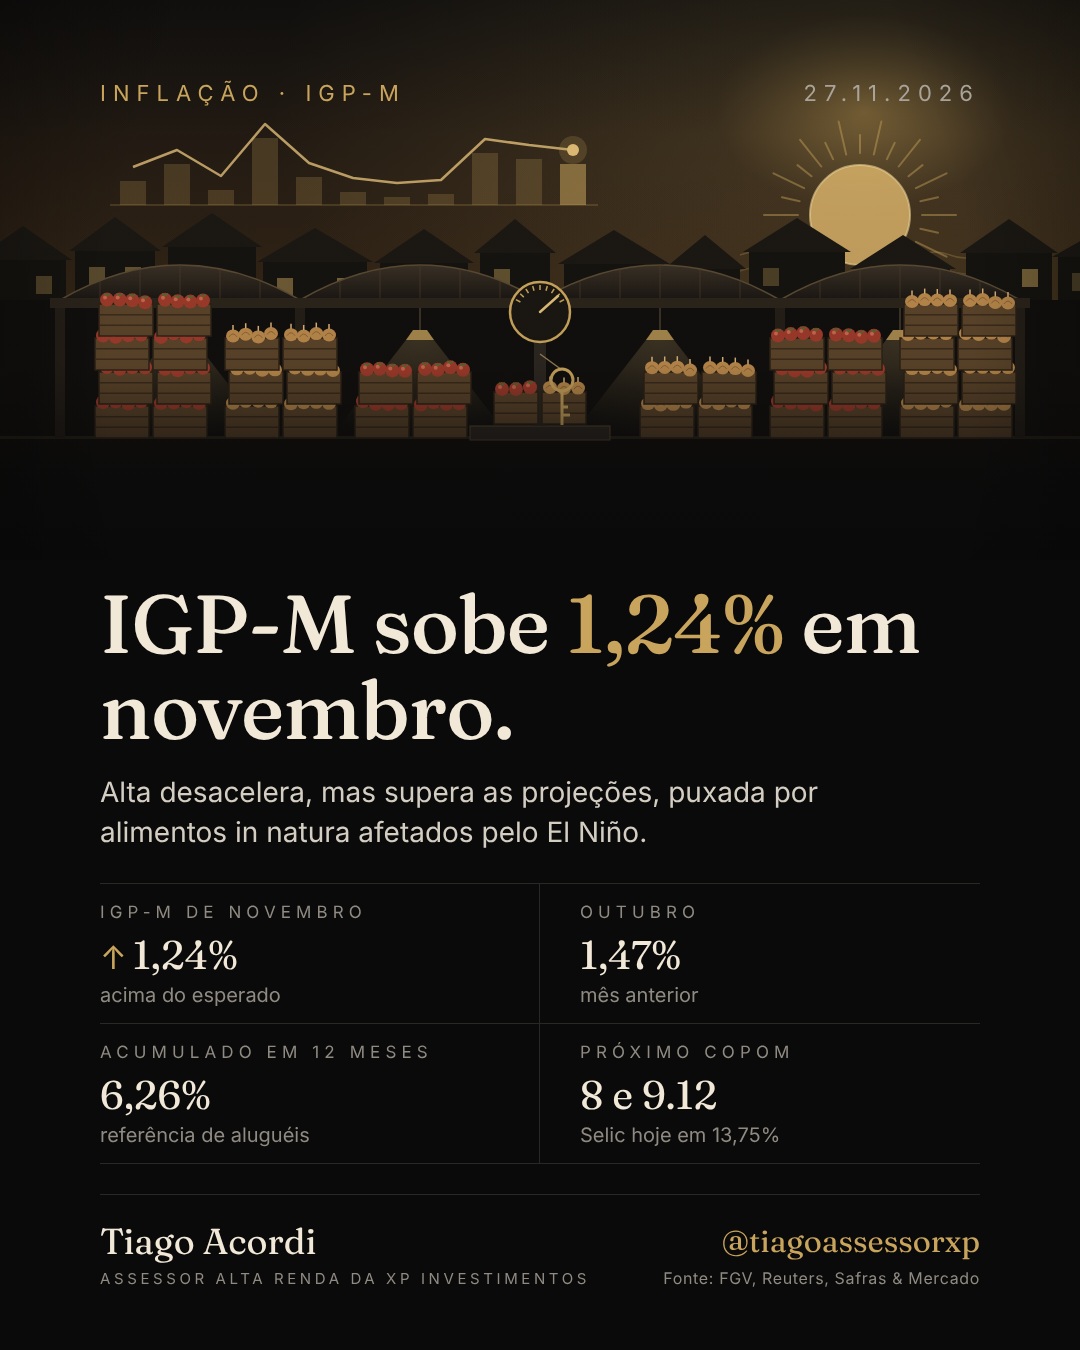 INFLAÇÃO · IGP-M
27.11.2026
IGP-M sobe 1,24% em
novembro.
Alta desacelera, mas supera as projeções, puxada por
alimentos in natura afetados pelo El Niño.
IGP-M DE NOVEMBRO
↑ 1,24%
acima do esperado
OUTUBRO
1,47%
mês anterior
ACUMULADO EM 12 MESES
6,26%
referência de aluguéis
PRÓXIMO COPOM
8 e 9.12
Selic hoje em 13,75%
Tiago Acordi
ASSESSOR ALTA RENDA DA XP INVESTIMENTOS
@tiagoassessorxp
Fonte: FGV, Reuters, Safras & Mercado